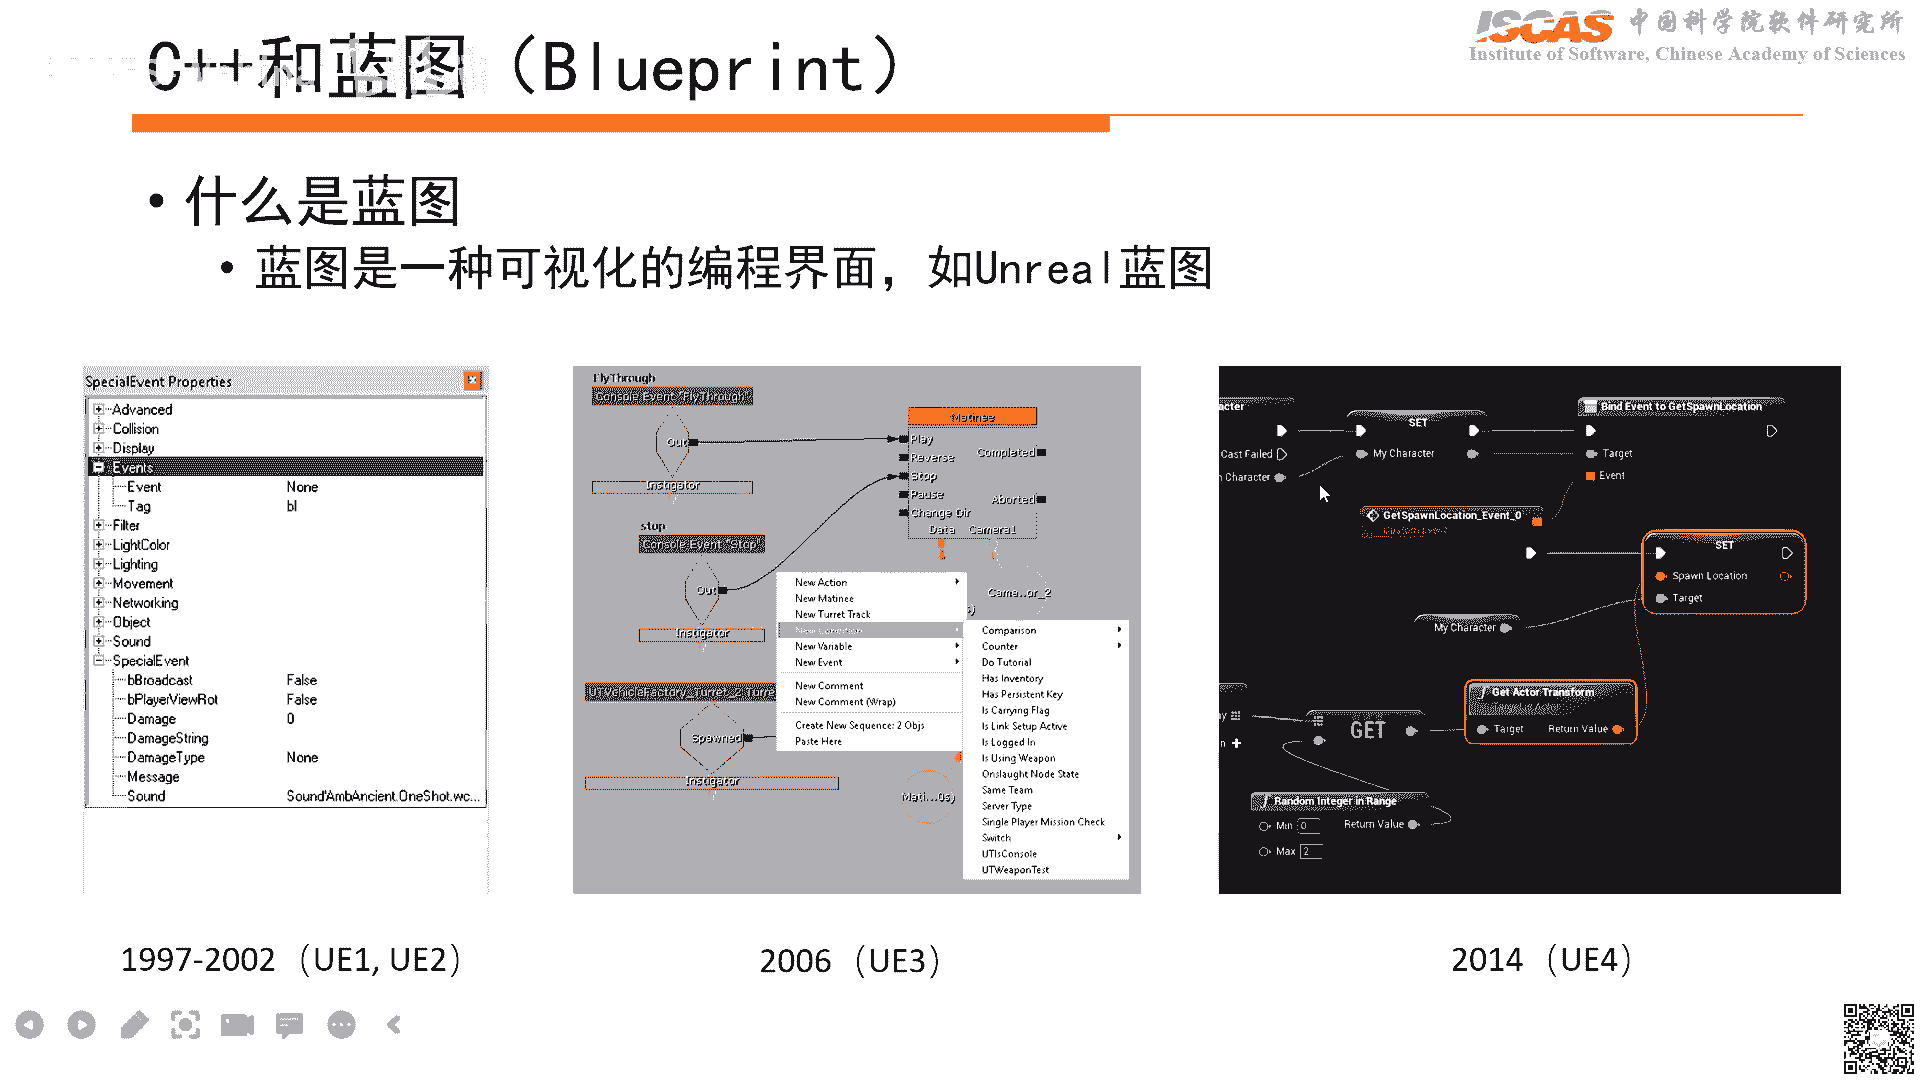 C++和蓝图（Blueprint）
ISCAS 中国科学院软件研究所
Institute of Software, Chinese Academy of Sciences
• 什么是蓝图
• 蓝图是一种可视化的编程界面，如Unreal蓝图
SpecialEvent Properties
Advanced
Collision
Display
Events
Event None
Tag bl
Filter
LightColor
Lighting
Movement
Networking
Object
Sound
SpecialEvent
bBroadcast False
bPlayerViewRot False
Damage 0
DamageString
DamageType None
Message
Sound Sound'AmbAncient.OneShot.wc...
FlyThrough
Console Event "FlyThrough"
Out
Instigator
Matinee
Play
Reverse
Completed
Stop
Pause
Aborted
Change Dir
Data Camera1
stop
Console Event "Stop"
Out
Instigator
Came..or_2
UTVehicleFactory_Turret_2 Turre
Spawned
Instigator
Mati...0s)
New Action
New Matinee
New Turret Track
New Variable
New Event
New Comment
New Comment (Wrap)
Create New Sequence: 2 Objs
Paste Here
Comparison
Counter
Do Tutorial
Has Inventory
Has Persistent Key
Is Carrying Flag
Is Link Setup Active
Is Logged In
Is Using Weapon
Onslaught Node State
Same Team
Server Type
Single Player Mission Check
Switch
UTIsConsole
UTWeaponTest
acter
Cast Failed
Character
SET
My Character
Bind Event to GetSpawnLocation
Target
Event
GetSpawnLocation_Event_0
SET
Spawn Location
Target
My Character
GET
Get Actor Transform
Target is Actor
Target Return Value
Random Integer in Range
Min 0 Return Value
Max 2
1997-2002（UE1, UE2）
2006（UE3）
2014（UE4）